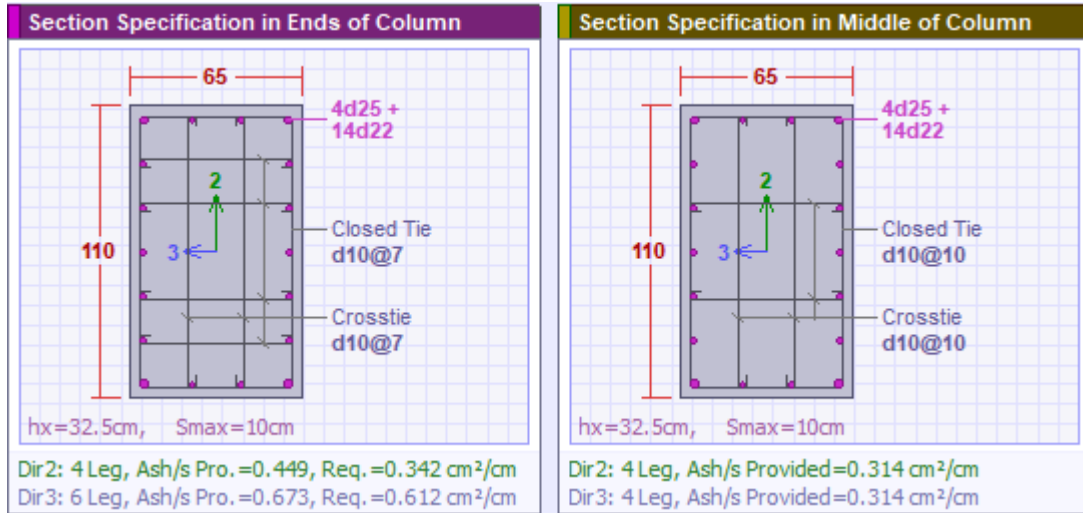 Section Specification in Ends of Column
65
4d25 +
14d22
2
Closed Tie
d10@7
110
3
Crosstie
d10@7
hx=32.5cm, Smax=10cm
Dir2: 4 Leg, Ash/s Pro.=0.449, Req.=0.342 cm²/cm
Dir3: 6 Leg, Ash/s Pro.=0.673, Req.=0.612 cm²/cm
Section Specification in Middle of Column
65
4d25 +
14d22
2
Closed Tie
d10@10
110
3
Crosstie
d10@10
hx=32.5cm, Smax=10cm
Dir2: 4 Leg, Ash/s Provided=0.314 cm²/cm
Dir3: 4 Leg, Ash/s Provided=0.314 cm²/cm